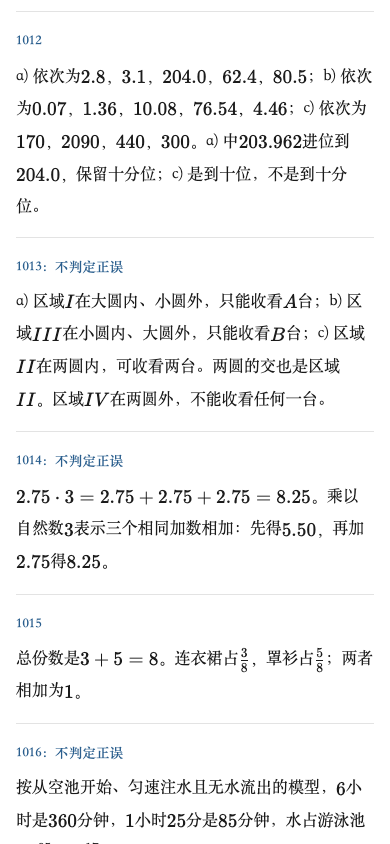 1012
a) 依次为2.8，3.1，204.0，62.4，80.5；b) 依次
为0.07，1.36，10.08，76.54，4.46；c) 依次为
170，2090，440，300。a) 中203.962进位到
204.0，保留十分位；c) 是到十位，不是到十分
位。
1013：不判定正误
a) 区域I在大圆内、小圆外，只能收看A台；b) 区
域III在小圆内、大圆外，只能收看B台；c) 区域
II在两圆内，可收看两台。两圆的交也是区域
II。区域IV在两圆外，不能收看任何一台。
1014：不判定正误
2.75 · 3 = 2.75 + 2.75 + 2.75 = 8.25。乘以
自然数3表示三个相同加数相加：先得5.50，再加
2.75得8.25。
1015
总份数是3 + 5 = 8。连衣裙占3/8，罩衫占5/8；两者
相加为1。
1016：不判定正误
按从空池开始、匀速注水且无水流出的模型，6小
时是360分钟，1小时25分是85分钟，水占游泳池